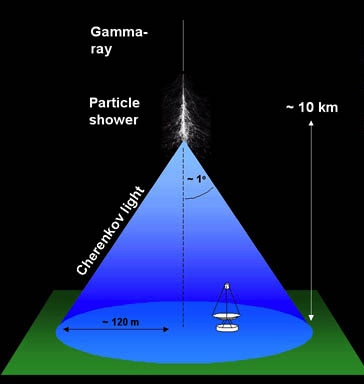 Gamma-
ray
Particle
shower
~ 10 km
~ 1°
Cherenkov light
~ 120 m